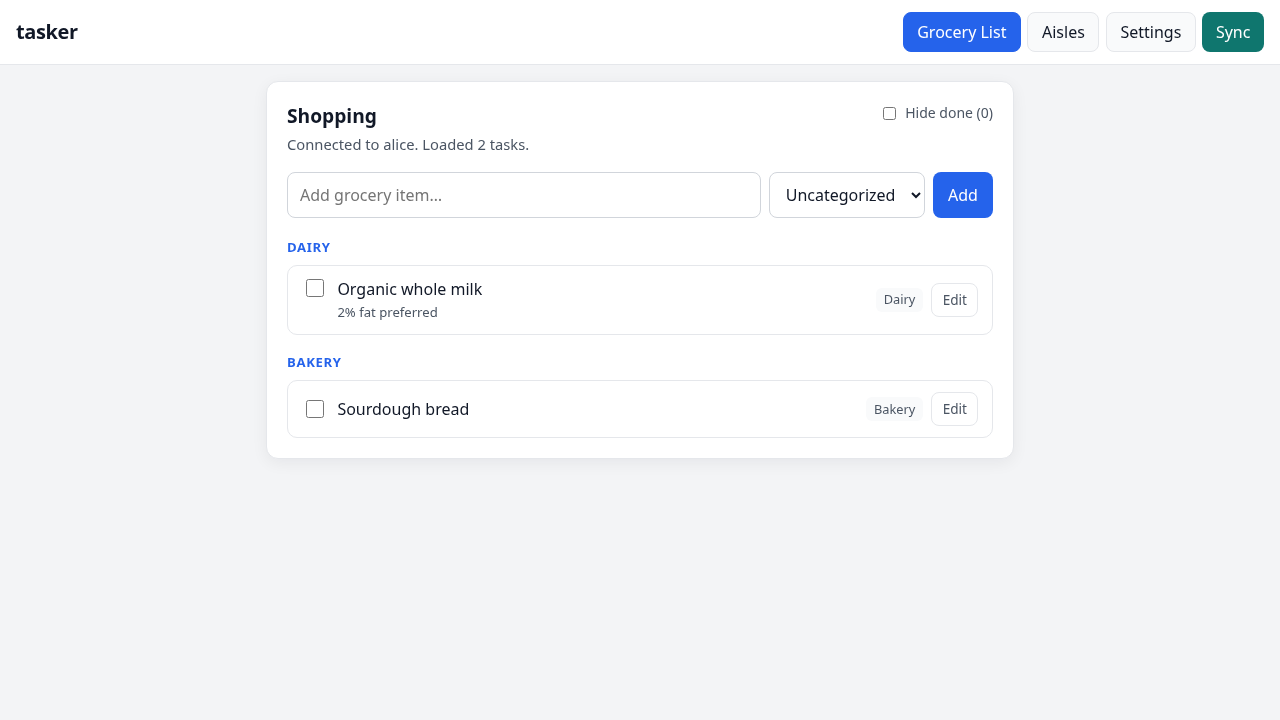 tasker
Grocery List
Aisles
Settings
Sync
Shopping
Hide done (0)
Connected to alice. Loaded 2 tasks.
Add grocery item...
Uncategorized
Add
DAIRY
Organic whole milk
2% fat preferred
Dairy
Edit
BAKERY
Sourdough bread
Bakery
Edit